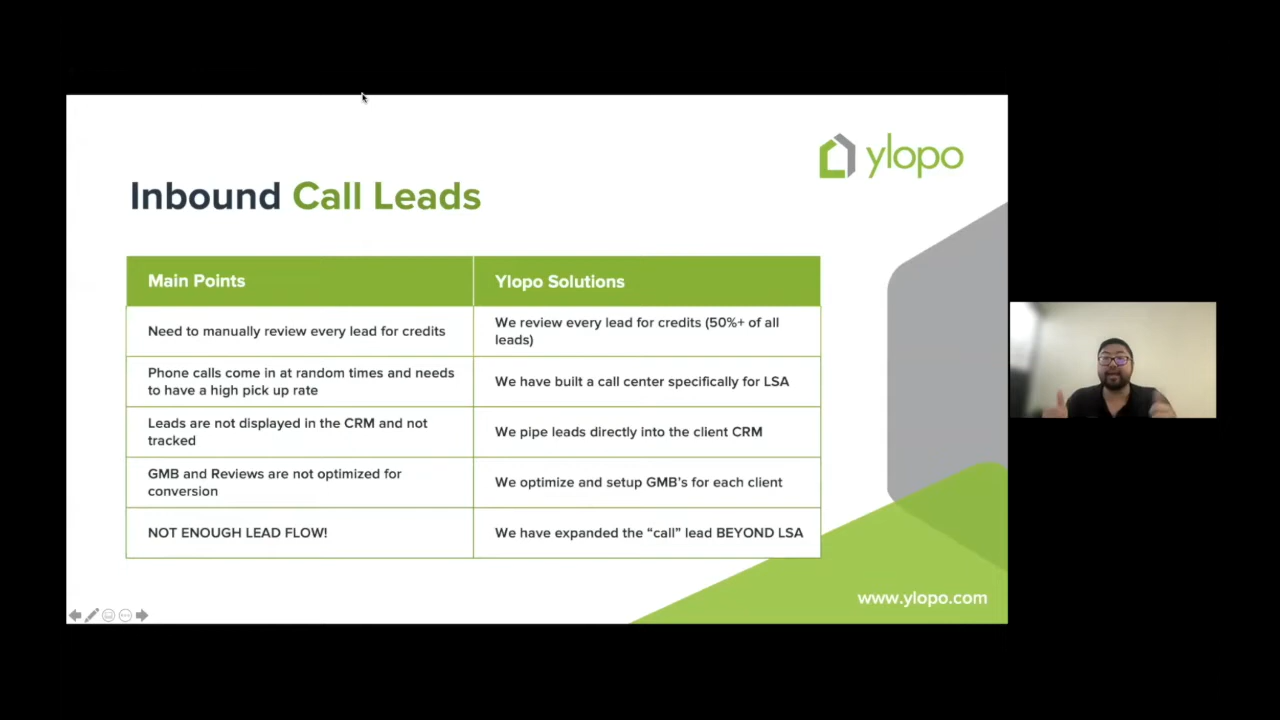 ylopo
Inbound Call Leads
Main Points
Ylopo Solutions
Need to manually review every lead for credits
We review every lead for credits (50%+ of all
leads)
Phone calls come in at random times and needs
to have a high pick up rate
We have built a call center specifically for LSA
Leads are not displayed in the CRM and not
tracked
We pipe leads directly into the client CRM
GMB and Reviews are not optimized for
conversion
We optimize and setup GMB's for each client
NOT ENOUGH LEAD FLOW!
We have expanded the “call” lead BEYOND LSA
www.ylopo.com